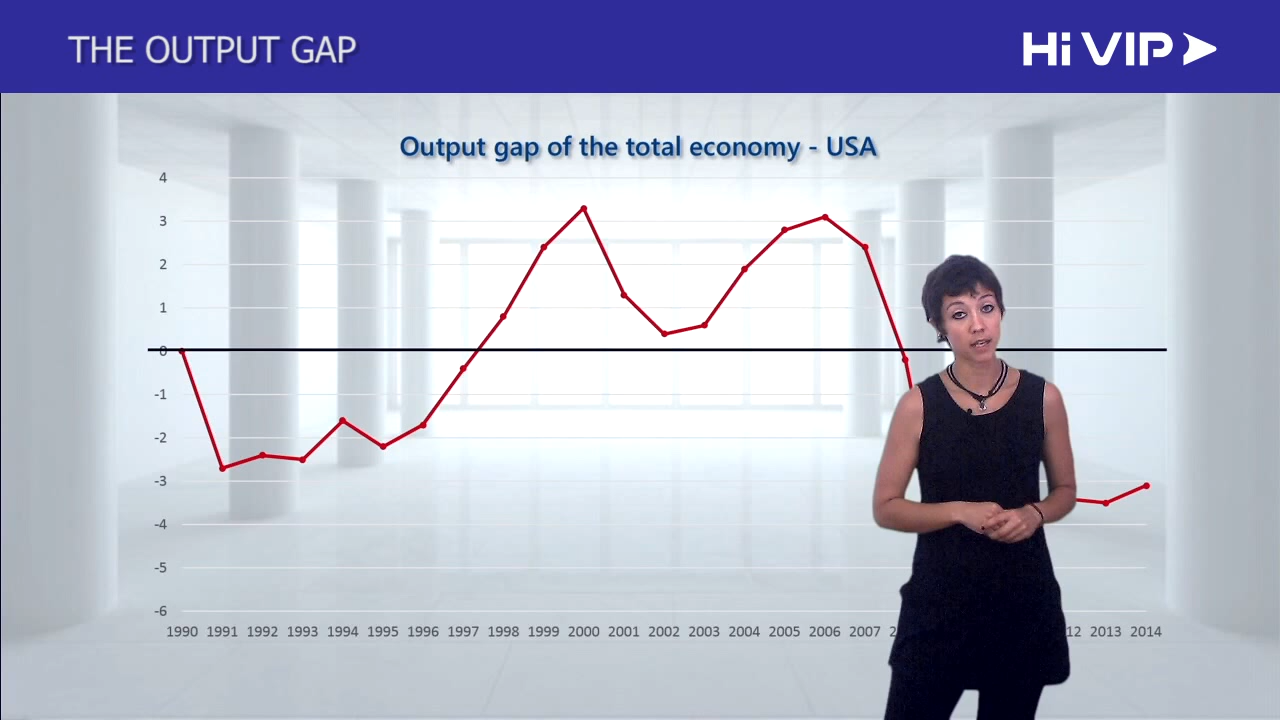 THE OUTPUT GAP
Hi VIP
Output gap of the total economy - USA
4
3
2
1
0
-1
-2
-3
-4
-5
-6
1990 1991 1992 1993 1994 1995 1996 1997 1998 1999 2000 2001 2002 2003 2004 2005 2006 2007 2 12 2013 2014